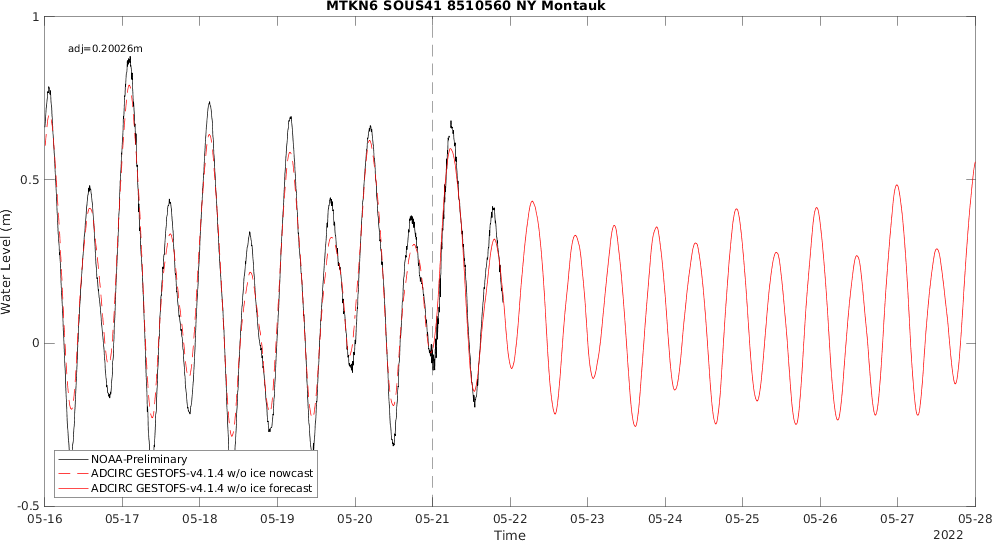 MTKN6 SOUS41 8510560 NY Montauk
adj=0.20026m
Water Level (m)
1
0.5
0
-0.5
NOAA-Preliminary
ADCIRC GESTOFS-v4.1.4 w/o ice nowcast
ADCIRC GESTOFS-v4.1.4 w/o ice forecast
05-16 05-17 05-18 05-19 05-20 05-21 05-22 05-23 05-24 05-25 05-26 05-27 05-28
Time
2022